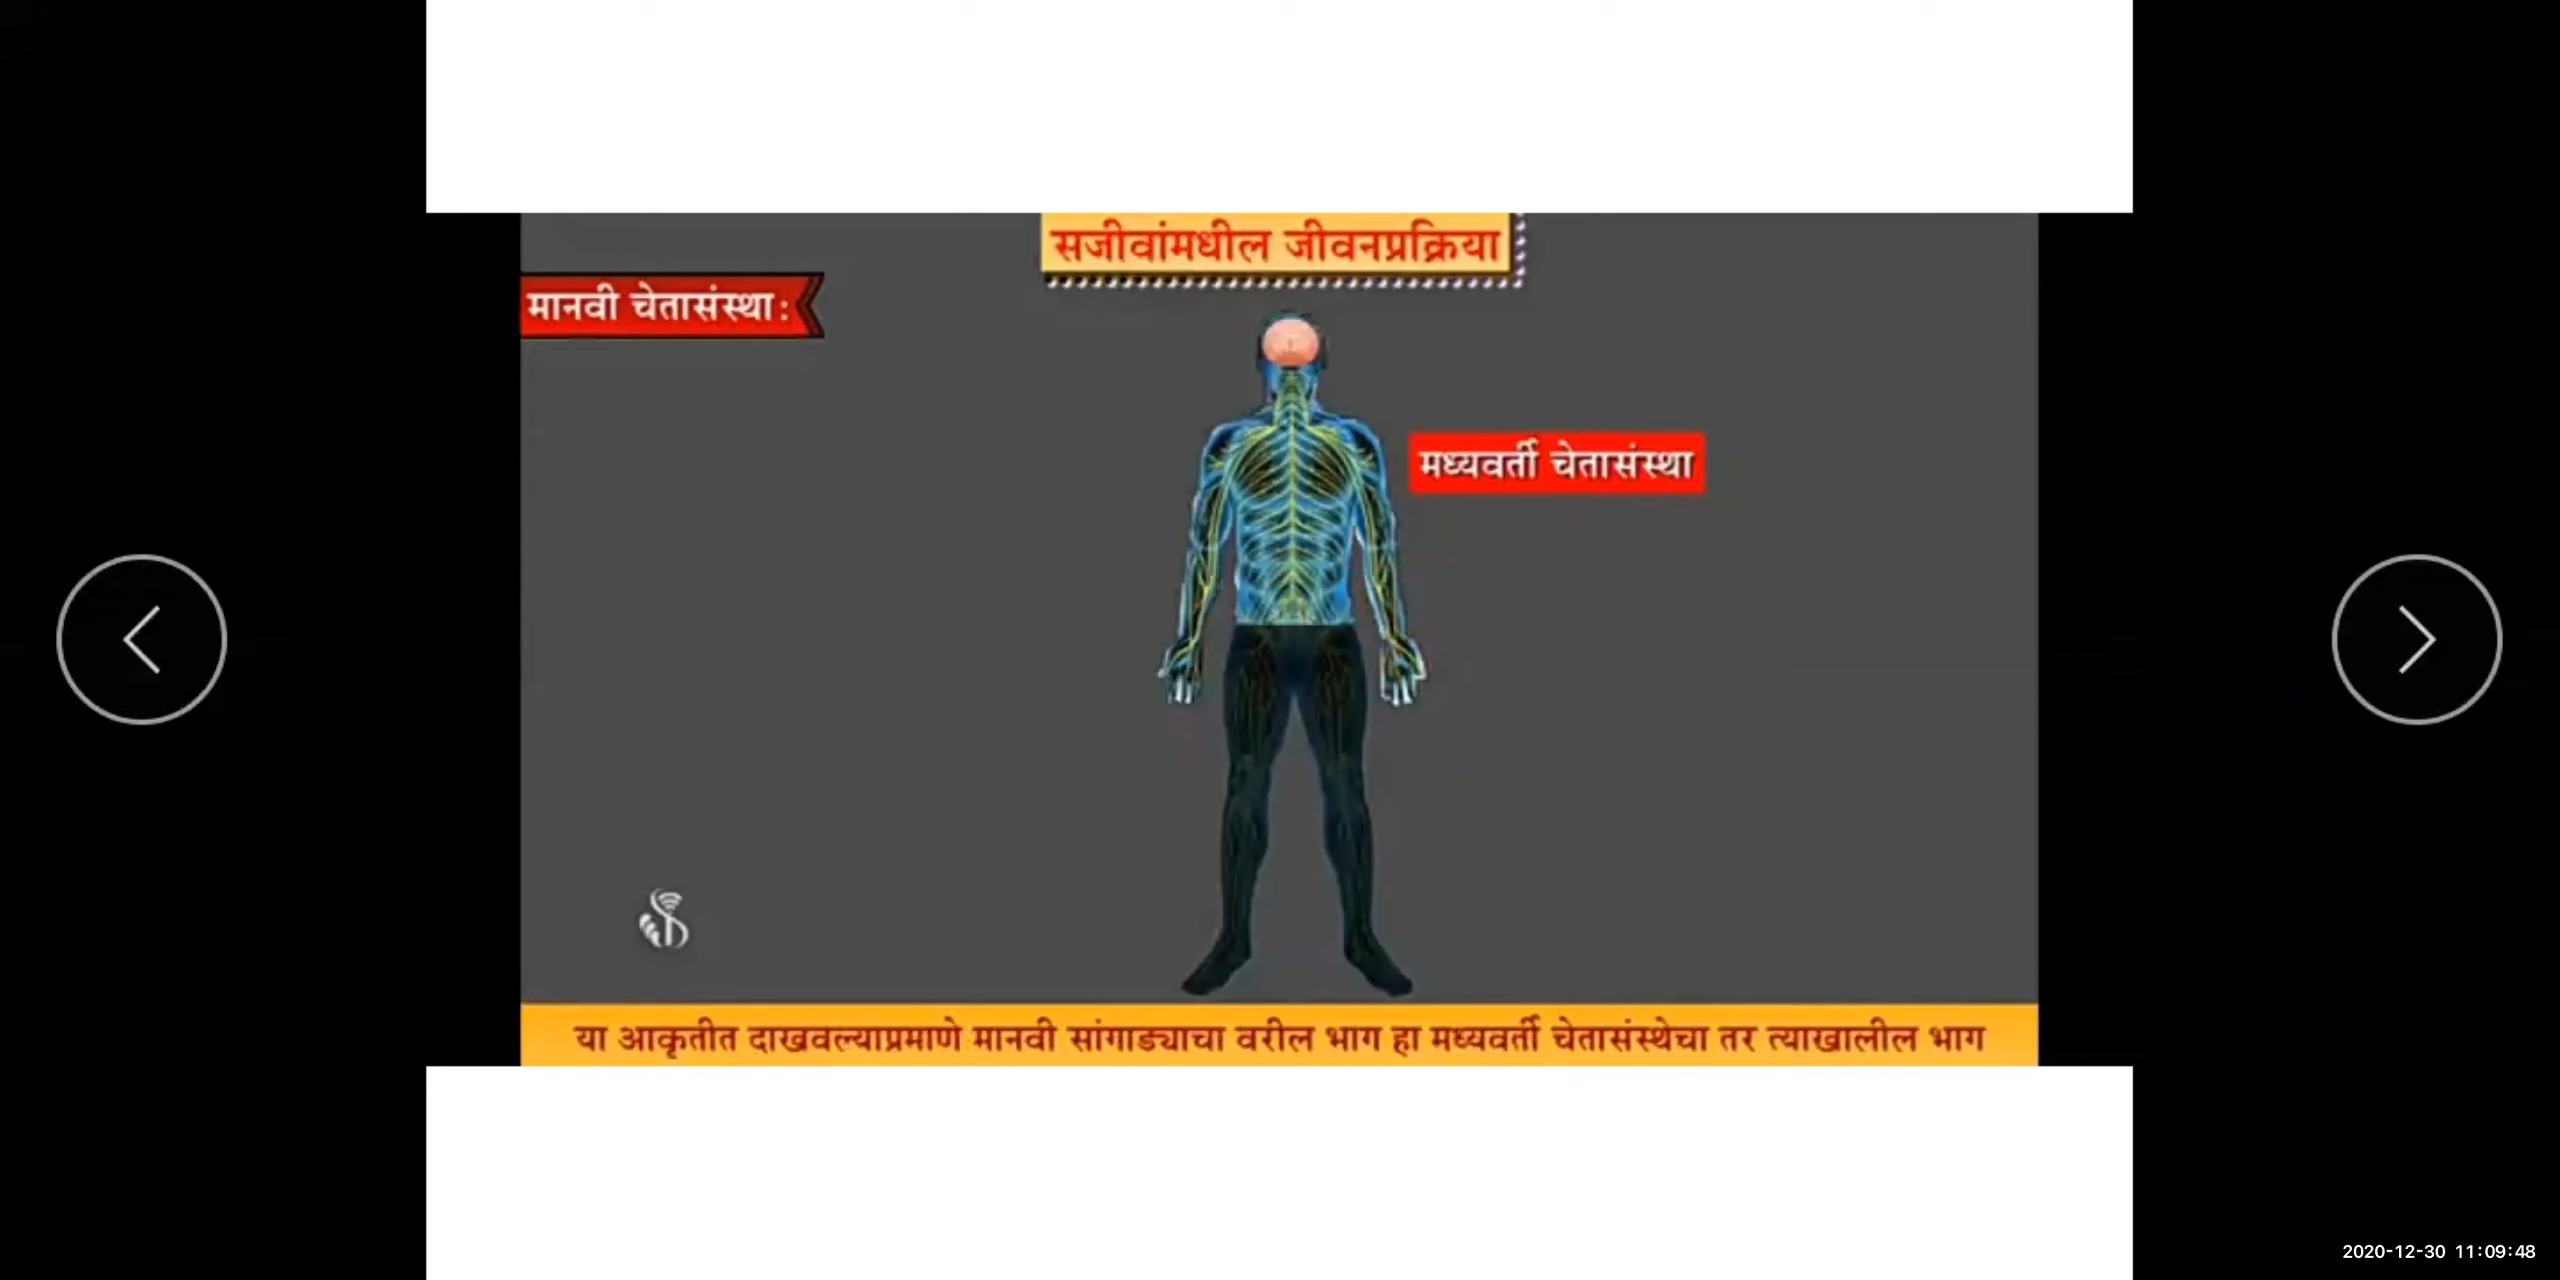 सजीवांमधील जीवनप्रक्रिया
मानवी चेतासंस्था:
मध्यवर्ती चेतासंस्था
या आकृतीत दाखवल्याप्रमाणे मानवी सांगाड्याचा वरील भाग हा मध्यवर्ती चेतासंस्थेचा तर त्याखालील भाग
2020-12-30 11:09:48